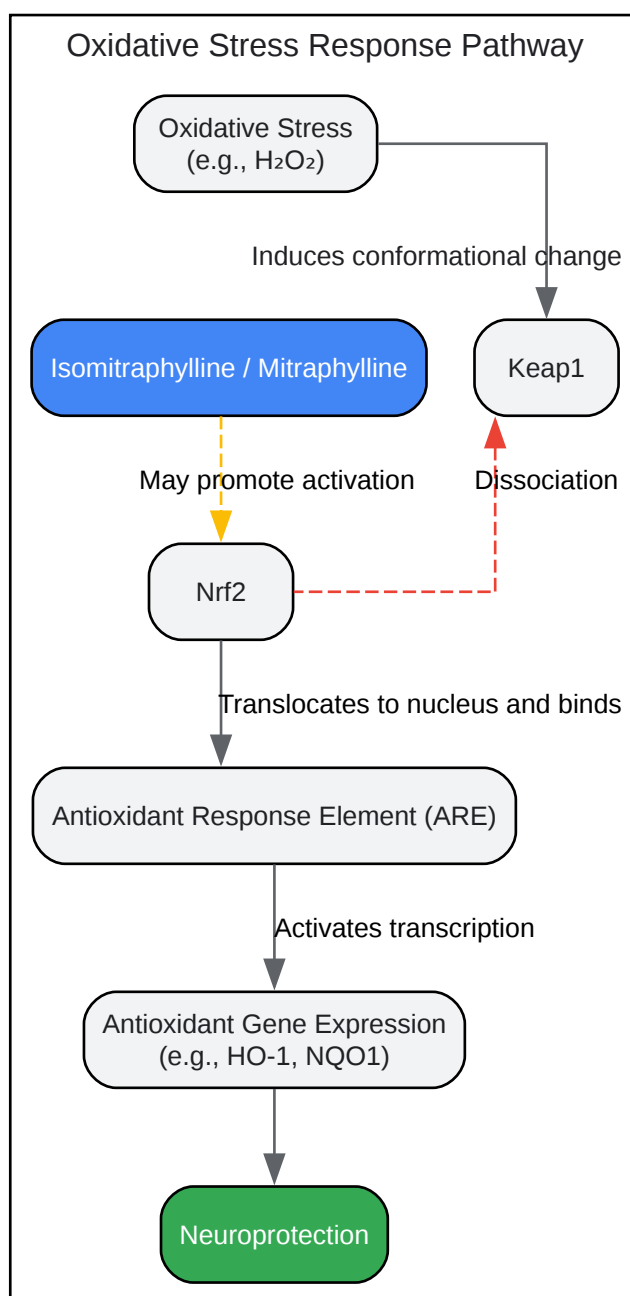 Oxidative Stress Response Pathway
Oxidative Stress
(e.g., H₂O₂)
Induces conformational change
Isomitraphylline / Mitraphylline
Keap1
May promote activation
Dissociation
Nrf2
Translocates to nucleus and binds
Antioxidant Response Element (ARE)
Activates transcription
Antioxidant Gene Expression
(e.g., HO-1, NQO1)
Neuroprotection